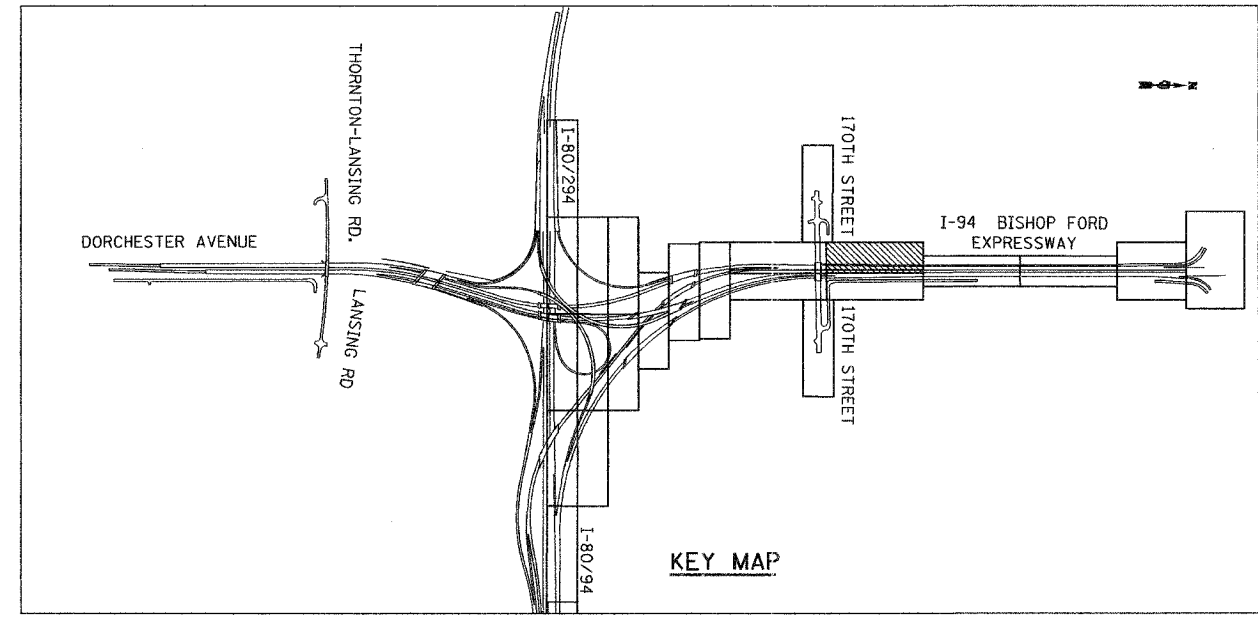 THORNTON-LANSING RD.
I-80/294
170TH STREET
N
I-94 BISHOP FORD
EXPRESSWAY
DORCHESTER AVENUE
LANSING RD
170TH STREET
I-80/94
KEY MAP